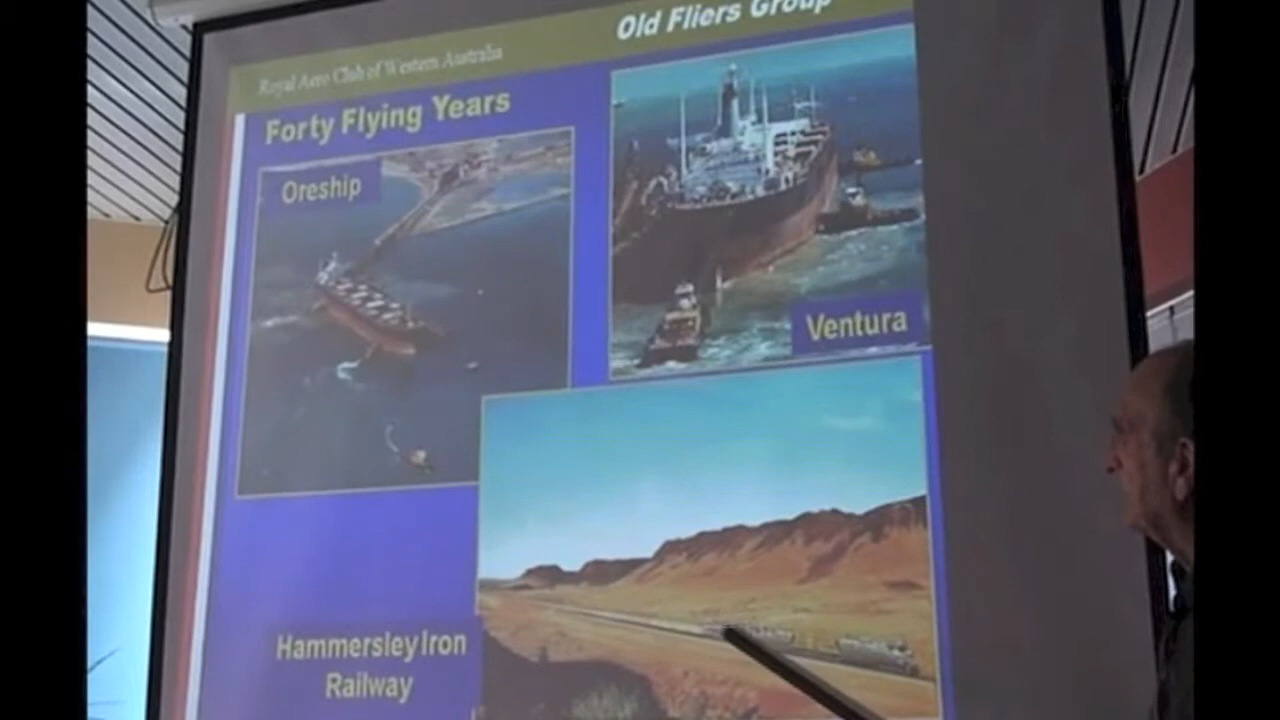 Old Fliers Group
Royal Aero Club of Western Australia
Forty Flying Years
Oreship
Ventura
Hammersley Iron
Railway